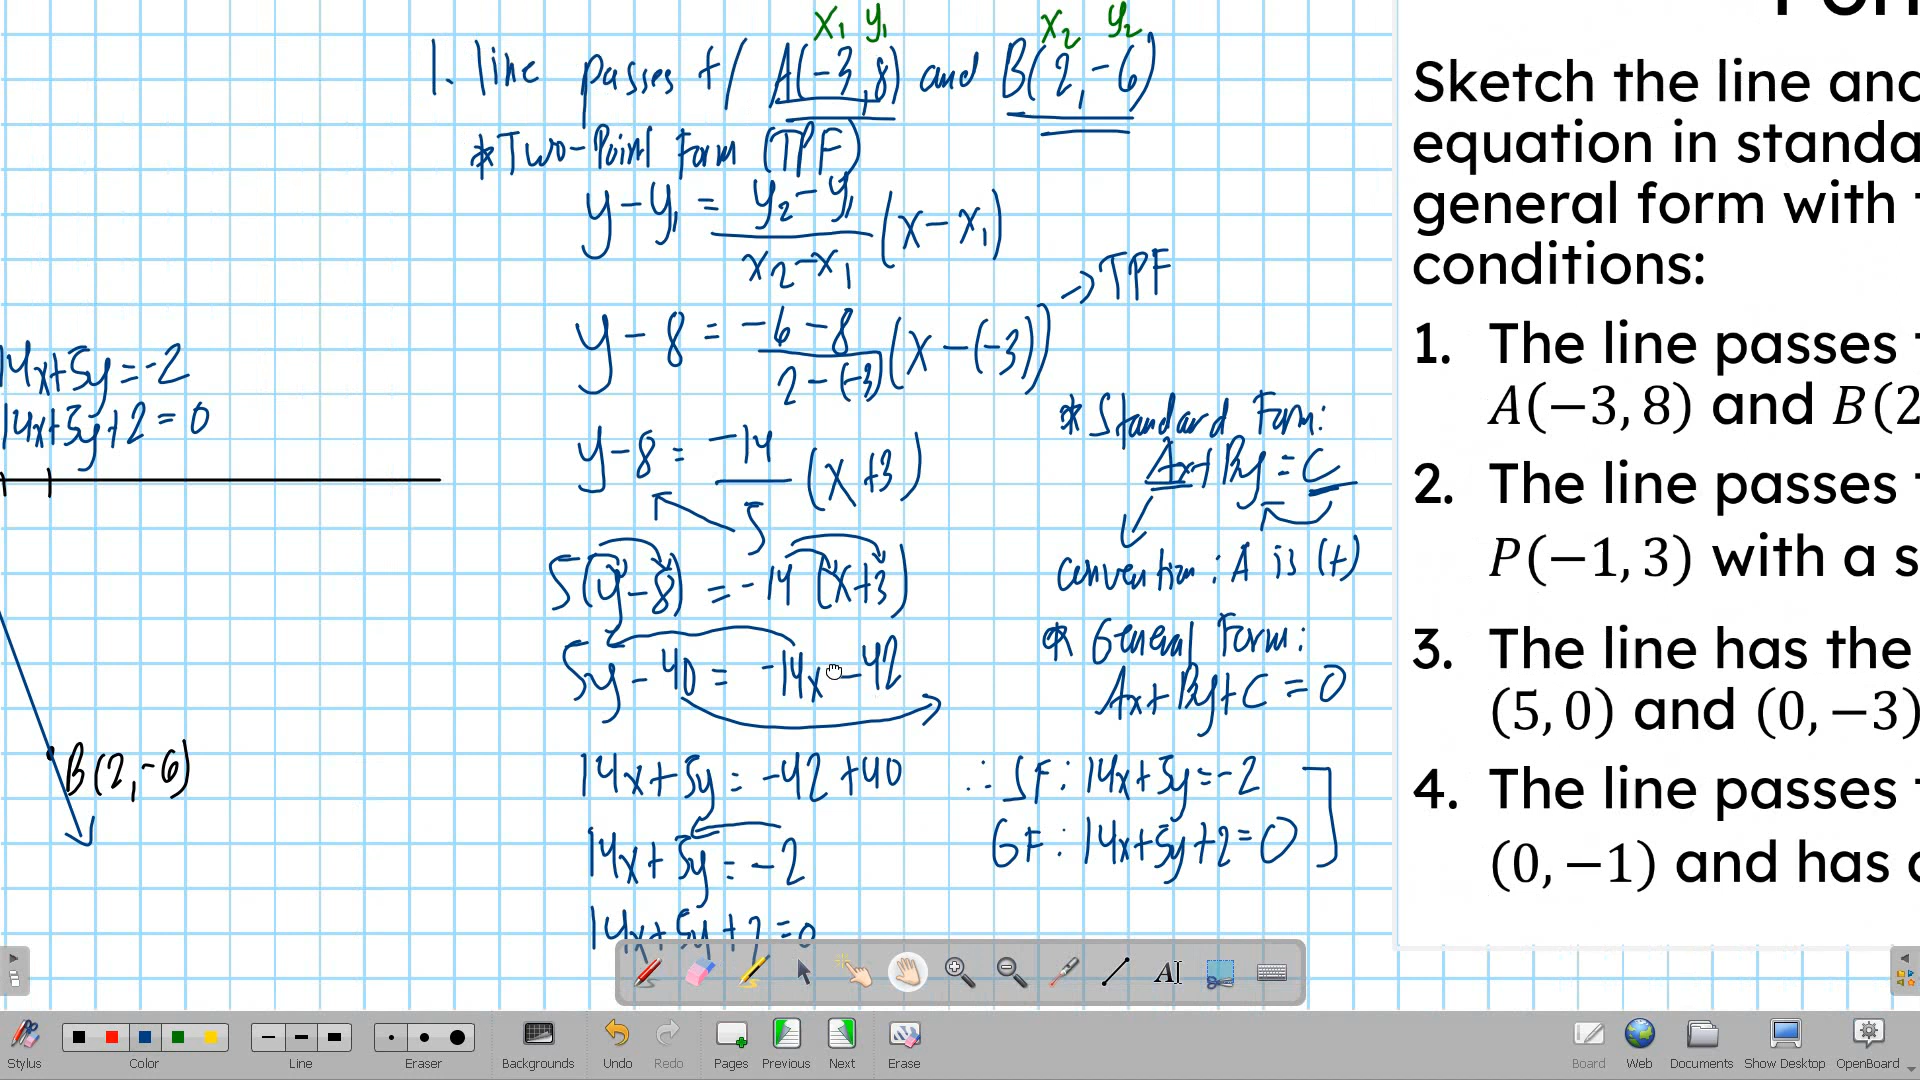 x₁ y₁ x₂ y₂
1. line passes t/ A(-3,8) and B(2,-6)
*Two-Point Form (TPF)
y-y₁ = y₂-y₁ / x₂-x₁ (x-x₁)
→TPF
y-8 = -6-8 / 2-(-3) (x-(-3))
y-8 = -14 / 5 (x+3)
5(y-8) = -14(x+3)
5y-40 = -14x-42
14x+5y = -42+40
14x+5y = -2
14x+5y+2=0
* Standard Form:
Ax+By = C
convention: A is (+)
* General Form:
Ax+By+C = 0
∴ SF: 14x+5y=-2
GF: 14x+5y+2=0
14x+5y=-2
14x+5y+2=0
B(2,-6)
Sketch the line and
equation in standa
general form with
conditions:
1. The line passes
A(−3, 8) and B(2
2. The line passes
P(−1, 3) with a s
3. The line has the
(5, 0) and (0, −3)
4. The line passes
(0, −1) and has
AI
Stylus
Color
Line
Eraser
Backgrounds
Undo
Redo
Pages
Previous
Next
Erase
Board
Web
Documents
Show Desktop
OpenBoard